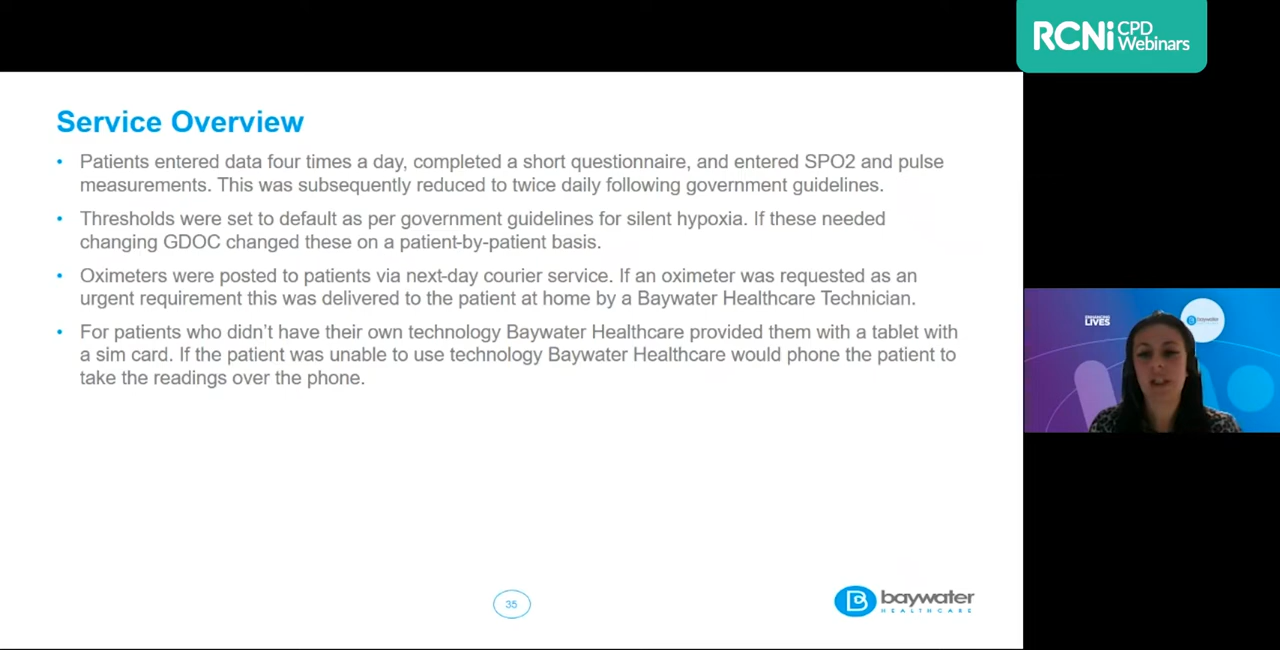 RCNi CPD
Webinars
Service Overview
• Patients entered data four times a day, completed a short questionnaire, and entered SPO2 and pulse
measurements. This was subsequently reduced to twice daily following government guidelines.
• Thresholds were set to default as per government guidelines for silent hypoxia. If these needed
changing GDOC changed these on a patient-by-patient basis.
• Oximeters were posted to patients via next-day courier service. If an oximeter was requested as an
urgent requirement this was delivered to the patient at home by a Baywater Healthcare Technician.
• For patients who didn’t have their own technology Baywater Healthcare provided them with a tablet with
a sim card. If the patient was unable to use technology Baywater Healthcare would phone the patient to
take the readings over the phone.
ENHANCING
LIVES
baywater
35
baywater
HEALTHCARE